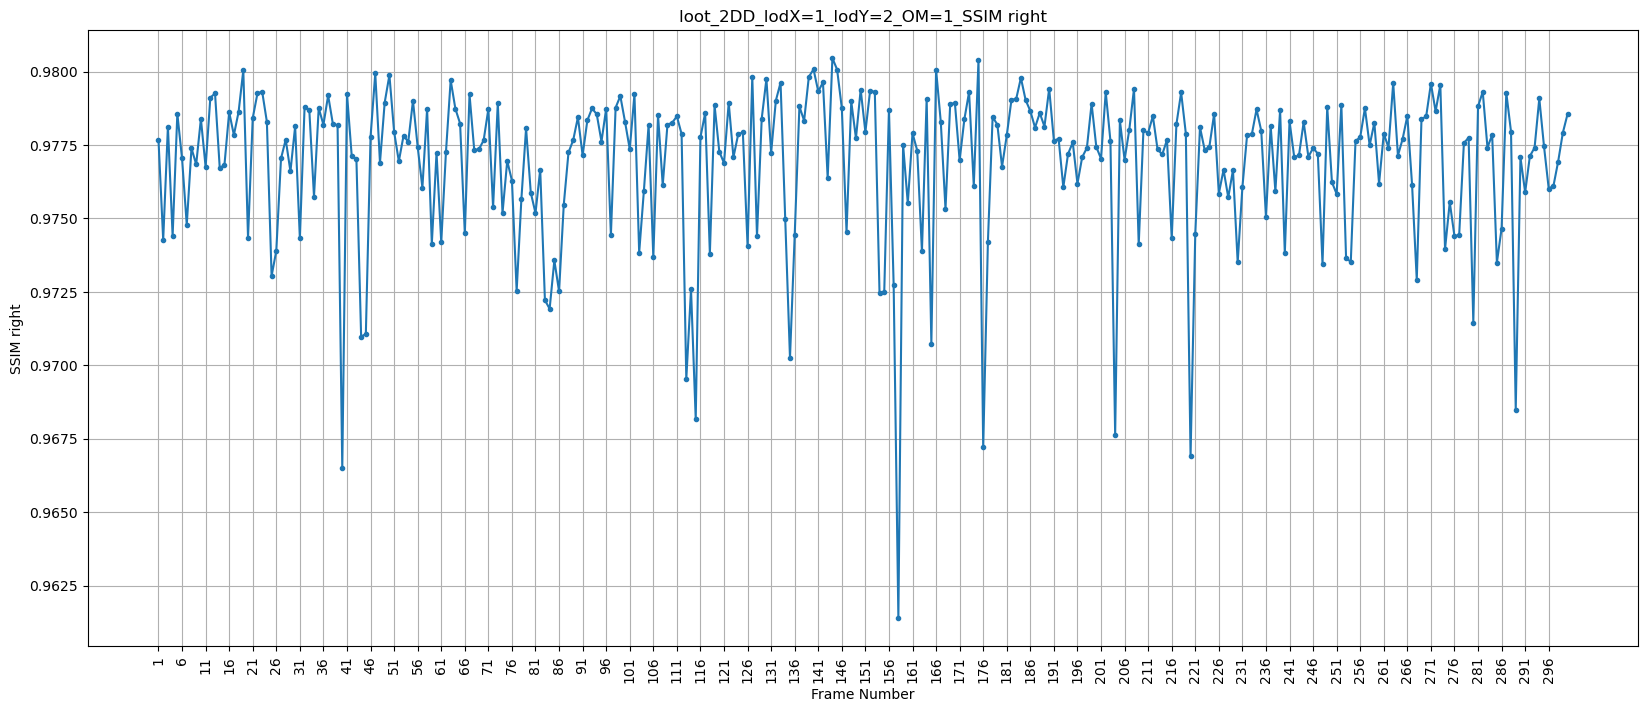 loot_2DD_lodX=1_lodY=2_OM=1_SSIM right
SSIM right
0.9800
0.9775
0.9750
0.9725
0.9700
0.9675
0.9650
0.9625
1 6 11 16 21 26 31 36 41 46 51 56 61 66 71 76 81 86 91 96 101 106 111 116 121 126 131 136 141 146 151 156 161 166 171 176 181 186 191 196 201 206 211 216 221 226 231 236 241 246 251 256 261 266 271 276 281 286 291 296
Frame Number